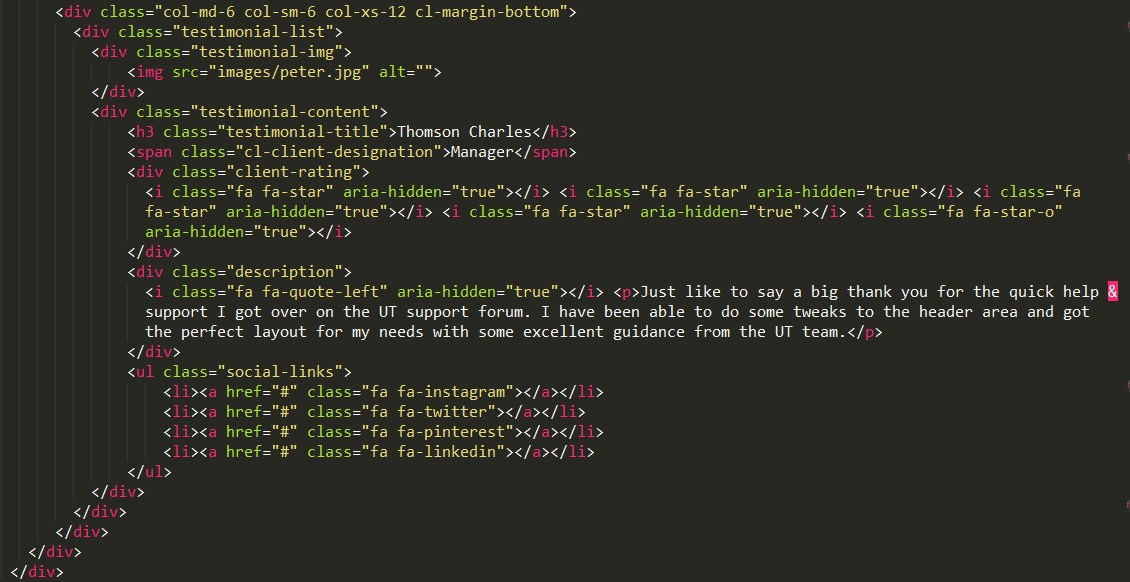 <div class="col-md-6 col-sm-6 col-xs-12 cl-margin-bottom">
<div class="testimonial-list">
<div class="testimonial-img">
<img src="images/peter.jpg" alt="">
</div>
<div class="testimonial-content">
<h3 class="testimonial-title">Thomson Charles</h3>
<span class="cl-client-designation">Manager</span>
<div class="client-rating">
<i class="fa fa-star" aria-hidden="true"></i> <i class="fa fa-star" aria-hidden="true"></i> <i class="fa
fa-star" aria-hidden="true"></i> <i class="fa fa-star" aria-hidden="true"></i> <i class="fa fa-star-o"
aria-hidden="true"></i>
</div>
<div class="description">
<i class="fa fa-quote-left" aria-hidden="true"></i> <p>Just like to say a big thank you for the quick help &
support I got over on the UT support forum. I have been able to do some tweaks to the header area and got
the perfect layout for my needs with some excellent guidance from the UT team.</p>
</div>
<ul class="social-links">
<li><a href="#" class="fa fa-instagram"></a></li>
<li><a href="#" class="fa fa-twitter"></a></li>
<li><a href="#" class="fa fa-pinterest"></a></li>
<li><a href="#" class="fa fa-linkedin"></a></li>
</ul>
</div>
</div>
</div>
</div>
</div>